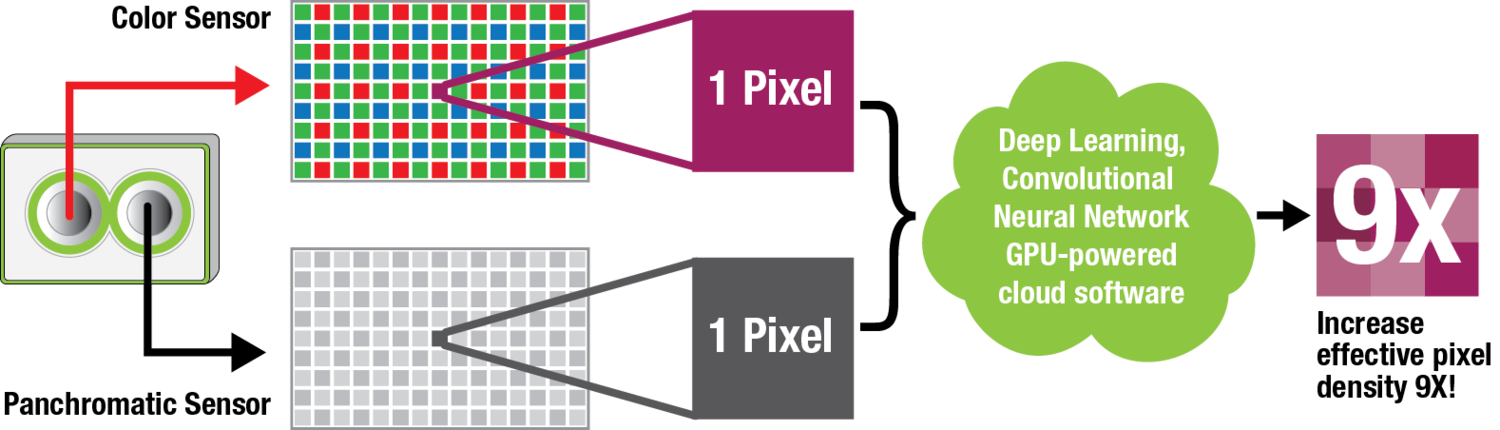 Color Sensor
1 Pixel
Panchromatic Sensor
1 Pixel
Deep Learning,
Convolutional
Neural Network
GPU-powered
cloud software
9x
Increase
effective pixel
density 9X!